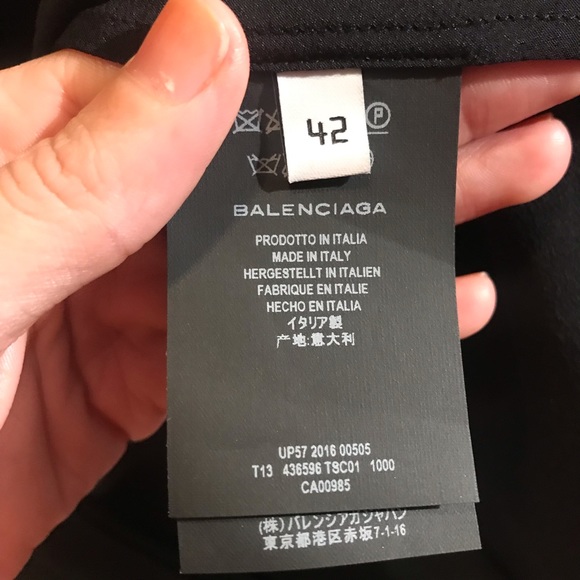 42
P
BALENCIAGA
PRODOTTO IN ITALIA
MADE IN ITALY
HERGESTELLT IN ITALIEN
FABRIQUE EN ITALIE
HECHO EN ITALIA
イタリア製
产地:意大利
UP57 2016 00505
T13 436596 TSC01 1000
CA00985
(株)バレンシアガジャパン
東京都港区赤坂7-1-16